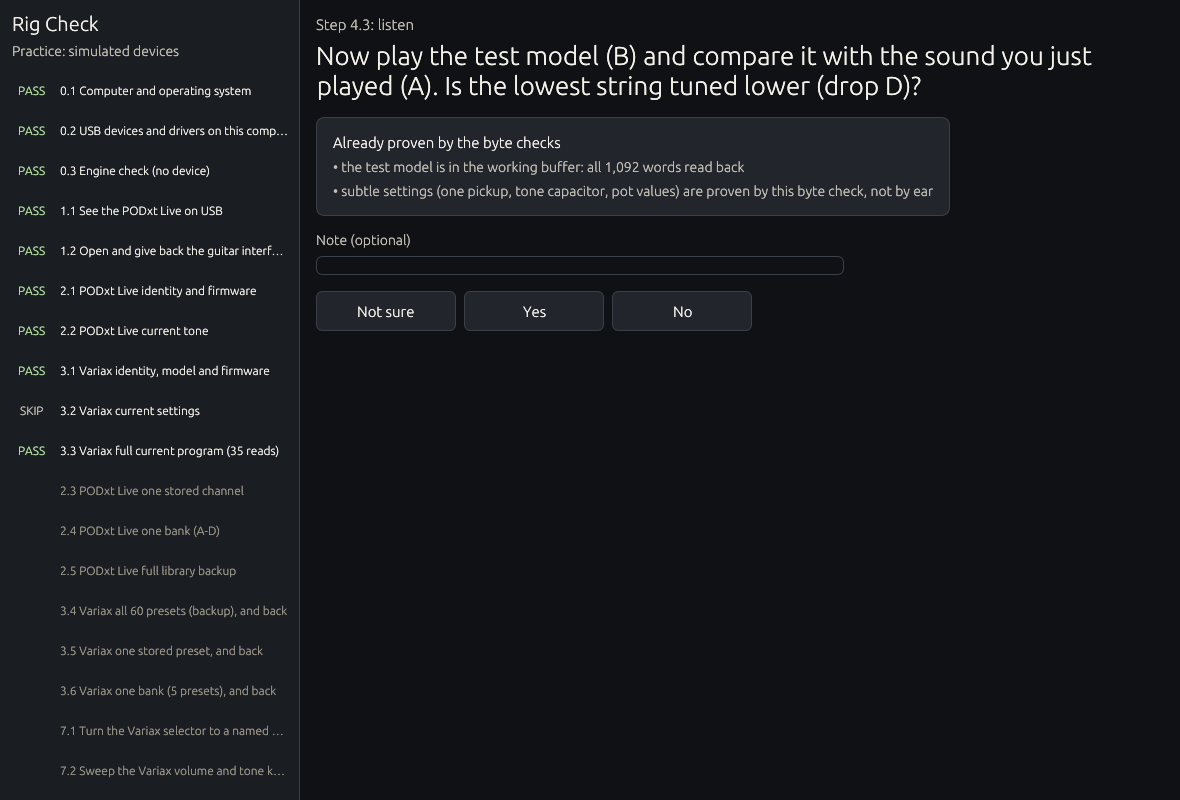 Rig Check
Practice: simulated devices
PASS 0.1 Computer and operating system
PASS 0.2 USB devices and drivers on this comp…
PASS 0.3 Engine check (no device)
PASS 1.1 See the PODxt Live on USB
PASS 1.2 Open and give back the guitar interf…
PASS 2.1 PODxt Live identity and firmware
PASS 2.2 PODxt Live current tone
PASS 3.1 Variax identity, model and firmware
SKIP 3.2 Variax current settings
PASS 3.3 Variax full current program (35 reads)
2.3 PODxt Live one stored channel
2.4 PODxt Live one bank (A-D)
2.5 PODxt Live full library backup
3.4 Variax all 60 presets (backup), and back
3.5 Variax one stored preset, and back
3.6 Variax one bank (5 presets), and back
7.1 Turn the Variax selector to a named …
7.2 Sweep the Variax volume and tone k…
Step 4.3: listen
Now play the test model (B) and compare it with the sound you just
played (A). Is the lowest string tuned lower (drop D)?
Already proven by the byte checks
• the test model is in the working buffer: all 1,092 words read back
• subtle settings (one pickup, tone capacitor, pot values) are proven by this byte check, not by ear
Note (optional)
Not sure
Yes
No